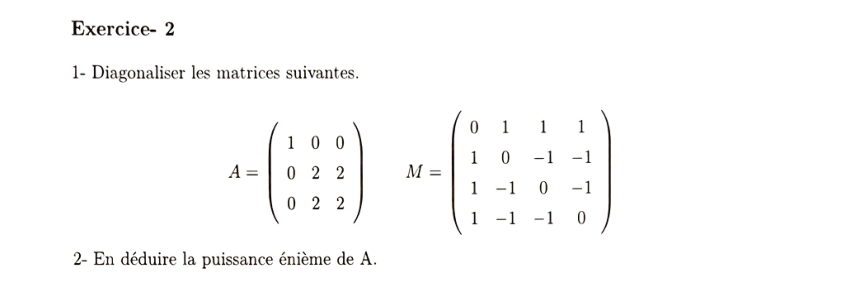 Exercice- 2
1- Diagonaliser les matrices suivantes.
A = ( 1 0 0 ; 0 2 2 ; 0 2 2 ) M = ( 0 1 1 1 ; 1 0 −1 −1 ; 1 −1 0 −1 ; 1 −1 −1 0 )
2- En déduire la puissance énième de A.